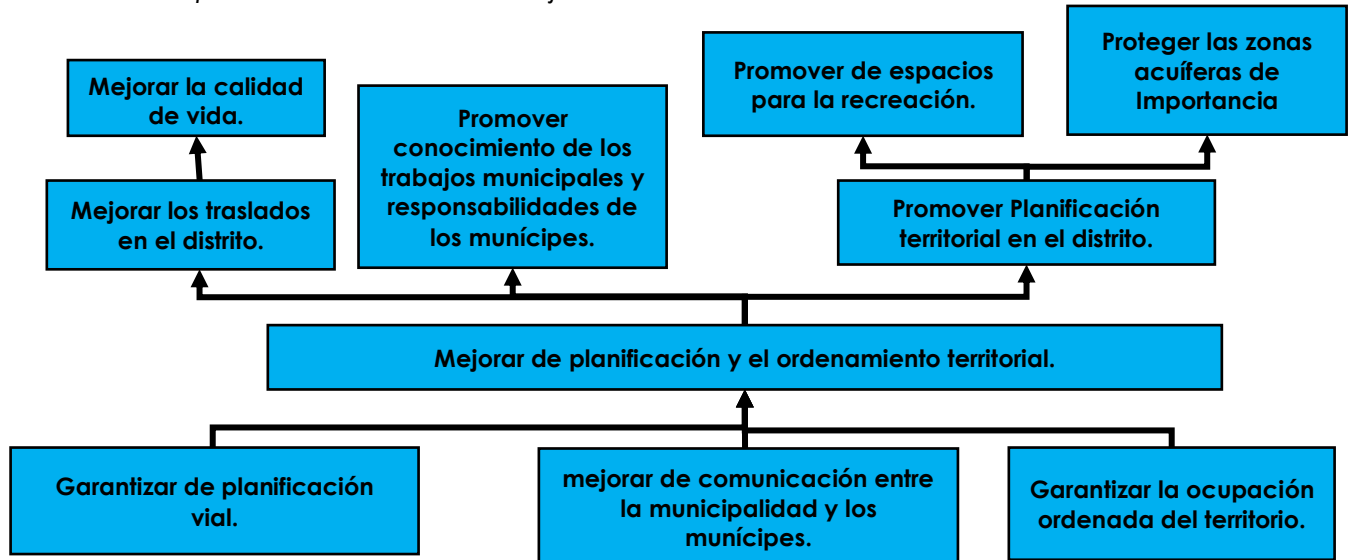 Mejorar la calidad
de vida.
Promover
conocimiento de los
trabajos municipales y
responsabilidades de
los munícipes.
Promover de espacios
para la recreación.
Proteger las zonas
acuíferas de
Importancia
Mejorar los traslados
en el distrito.
Promover Planificación
territorial en el distrito.
Mejorar de planificación y el ordenamiento territorial.
Garantizar de planificación
vial.
mejorar de comunicación entre
la municipalidad y los
munícipes.
Garantizar la ocupación
ordenada del territorio.